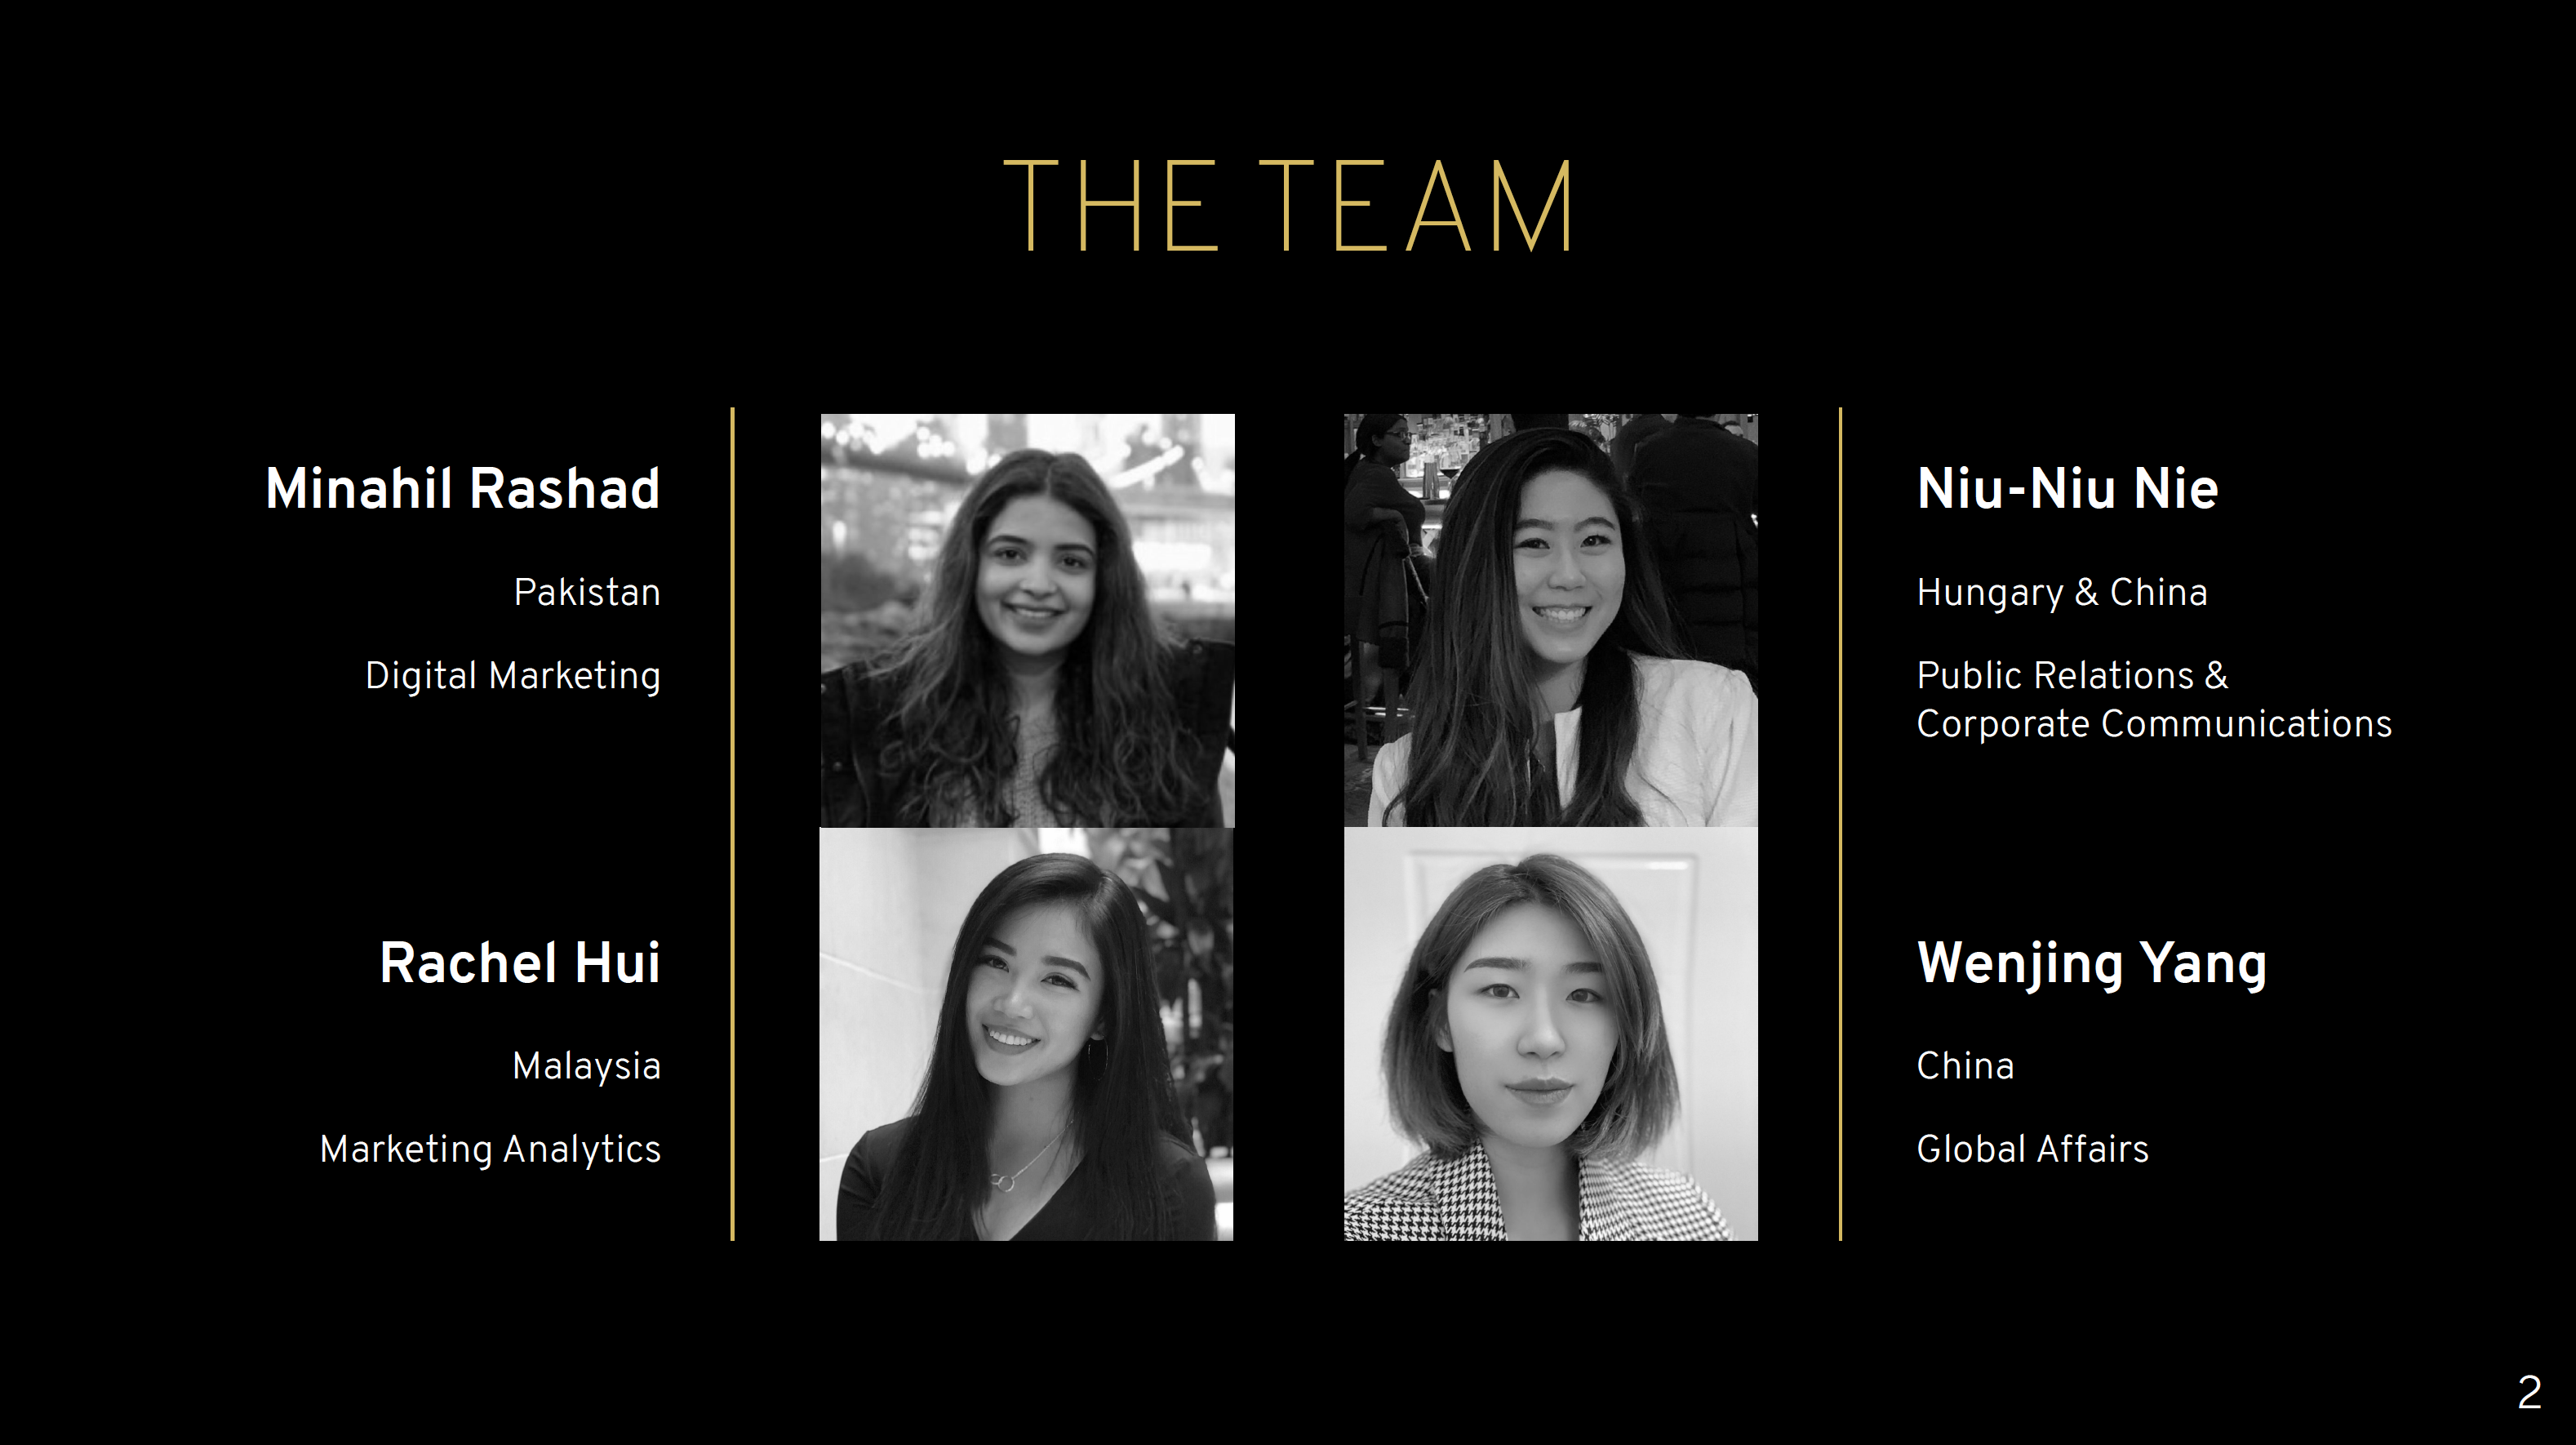 THE TEAM
Minahil Rashad
Pakistan
Digital Marketing
Niu-Niu Nie
Hungary & China
Public Relations &
Corporate Communications
Rachel Hui
Malaysia
Marketing Analytics
Wenjing Yang
China
Global Affairs
2